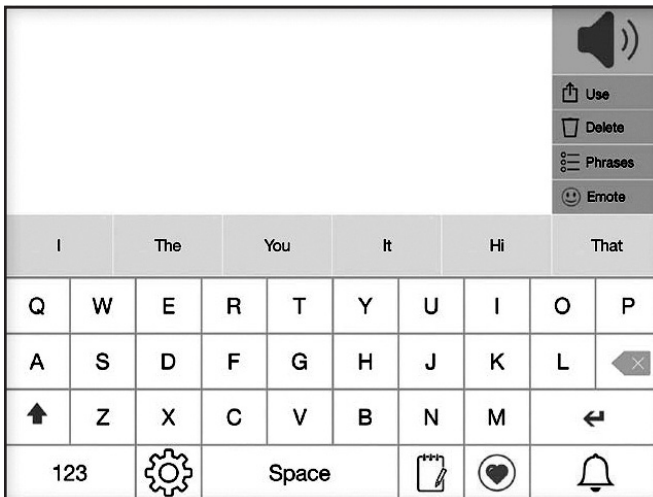 Use
Delete
Phrases
Emote
I The You It Hi That
Q W E R T Y U I O P
A S D F G H J K L
Z X C V B N M
123 Space